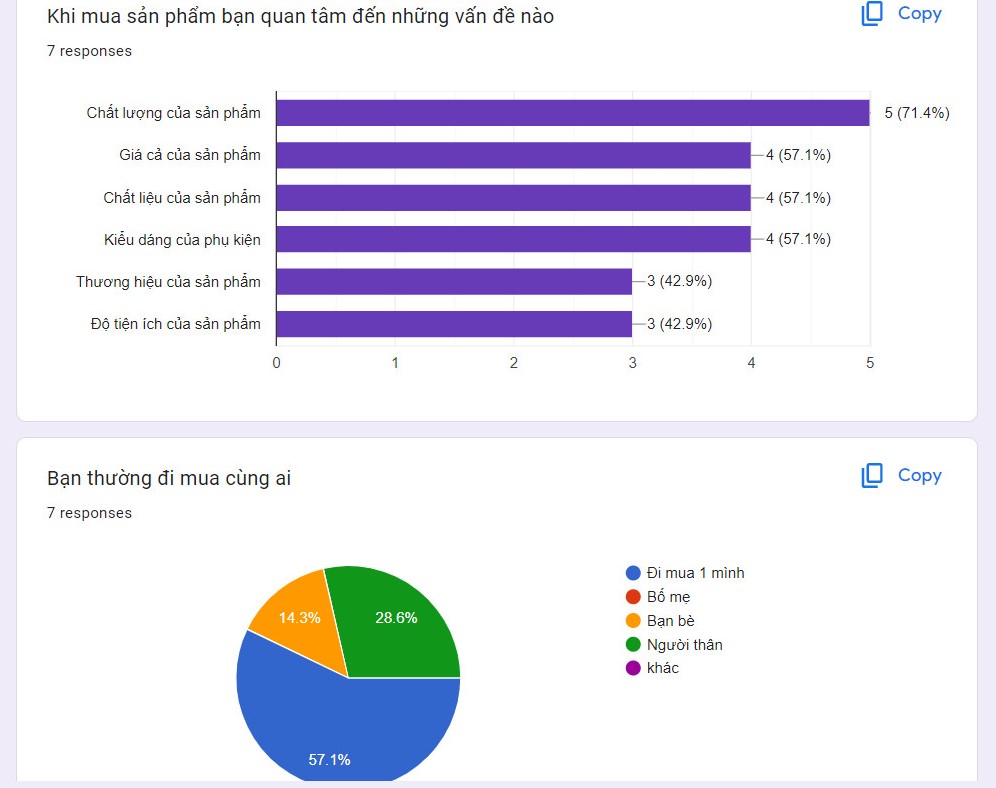 Khi mua sản phẩm bạn quan tâm đến những vấn đề nào
Copy
7 responses
Chất lượng của sản phẩm
5 (71.4%)
Giá cả của sản phẩm
4 (57.1%)
Chất liệu của sản phẩm
4 (57.1%)
Kiểu dáng của phụ kiện
4 (57.1%)
Thương hiệu của sản phẩm
3 (42.9%)
Độ tiện ích của sản phẩm
3 (42.9%)
0 1 2 3 4 5
Bạn thường đi mua cùng ai
Copy
7 responses
14.3%
28.6%
57.1%
Đi mua 1 mình
Bố mẹ
Bạn bè
Người thân
khác